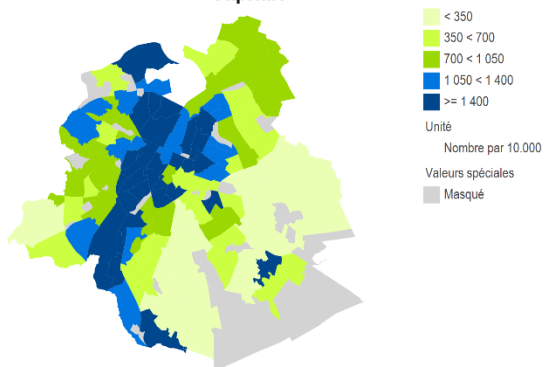 < 350
350 < 700
700 < 1 050
1 050 < 1 400
>= 1 400
Unité
Nombre par 10.000
Valeurs spéciales
Masqué